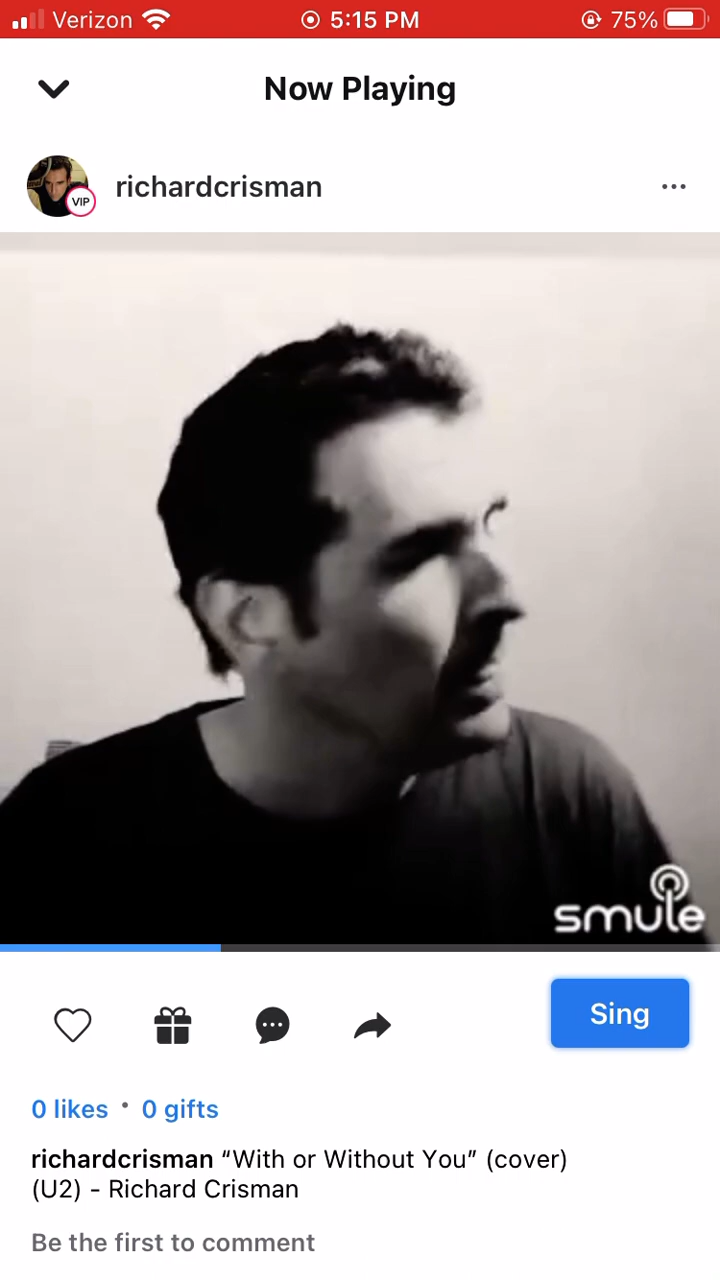 Verizon 5:15 PM 75%
Now Playing
VIP richardcrisman
smule
Sing
0 likes • 0 gifts
richardcrisman “With or Without You” (cover)
(U2) - Richard Crisman
Be the first to comment